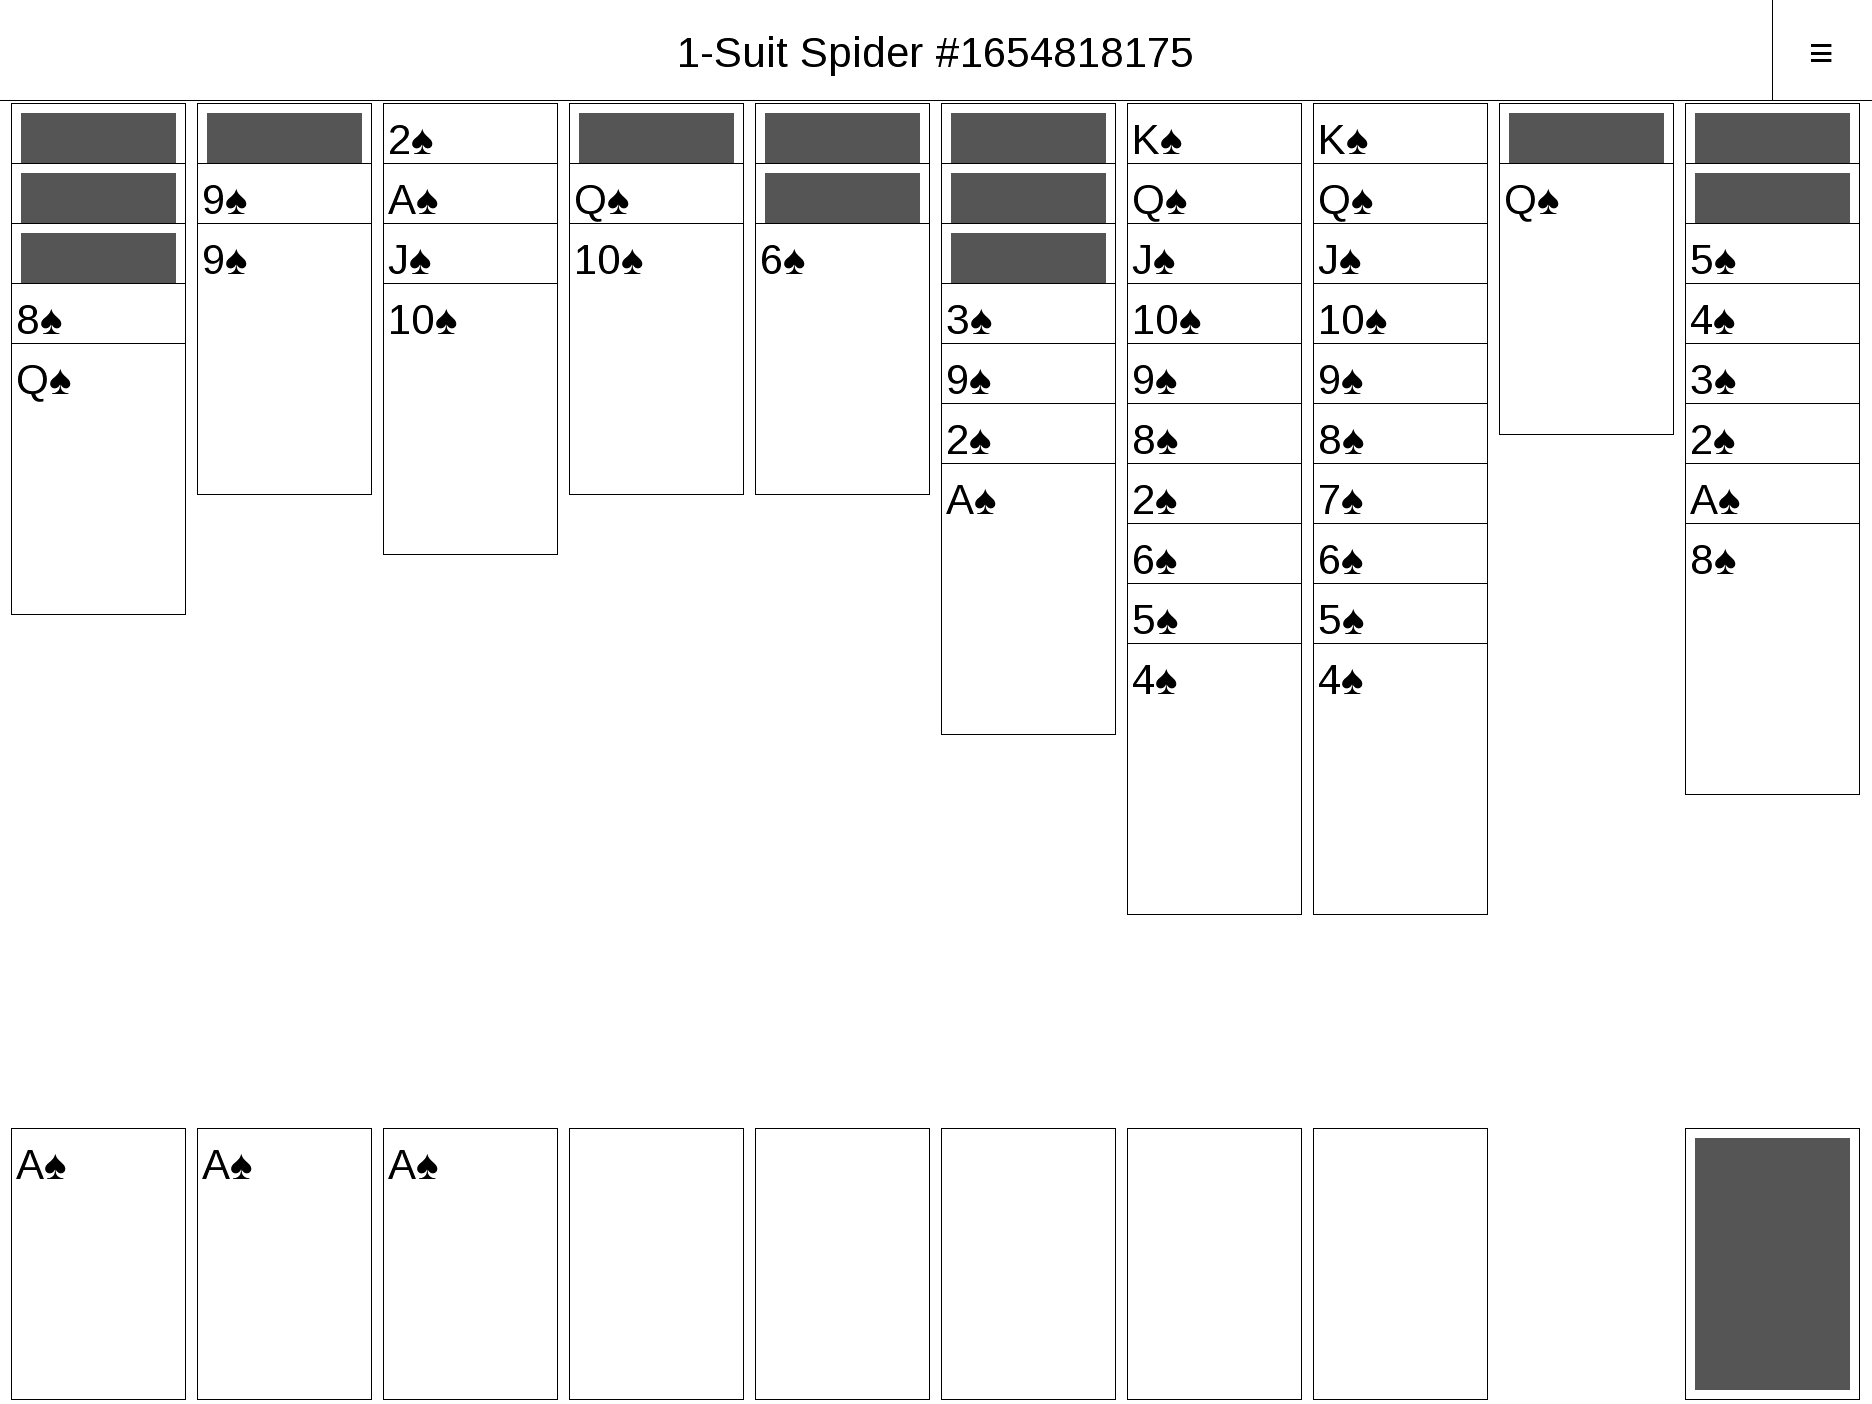 1-Suit Spider #1654818175 ≡
2♠ K♠ K♠
9♠ A♠ Q♠ Q♠ Q♠ Q♠
9♠ J♠ 10♠ 6♠ J♠ J♠ 5♠
8♠ 10♠ 3♠ 10♠ 10♠ 4♠
Q♠ 9♠ 9♠ 9♠ 3♠
2♠ 8♠ 8♠ 2♠
A♠ 2♠ 7♠ A♠
6♠ 6♠ 8♠
5♠ 5♠
4♠ 4♠
A♠ A♠ A♠